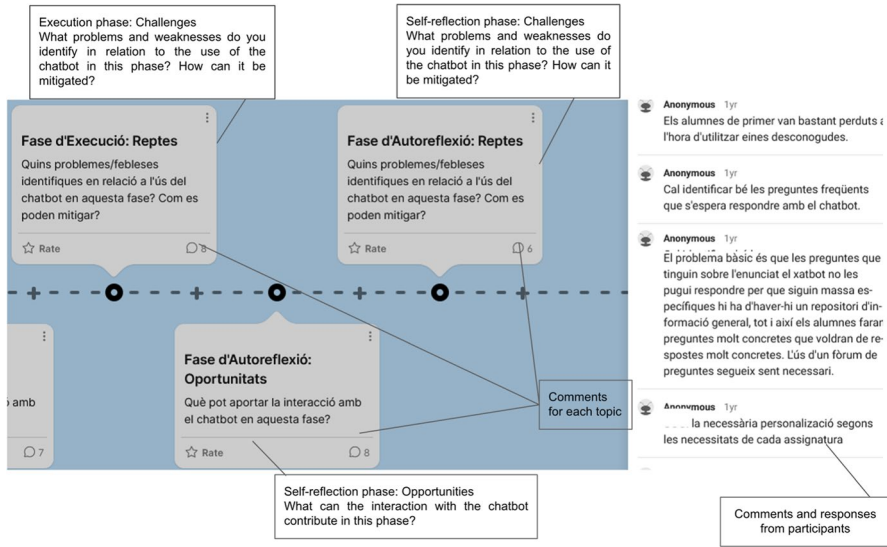 Execution phase: Challenges
What problems and weaknesses do you
identify in relation to the use of the
chatbot in this phase? How can it be
mitigated?
Self-reflection phase: Challenges
What problems and weaknesses do
you identify in relation to the use of
the chatbot in this phase? How can it
be mitigated?
Fase d'Execució: Reptes
Quins problemes/febleses
identifiques en relació a l'ús del
chatbot en aquesta fase? Com es
poden mitigar?
Rate
8
Fase d'Autoreflexió: Reptes
Quins problemes/febleses
identifiques en relació a l'ús del
chatbot en aquesta fase? Com es
poden mitigar?
Rate
6
amb
7
Fase d'Autoreflexió:
Oportunitats
Què pot aportar la interacció amb
el chatbot en aquesta fase?
Rate
8
Comments
for each topic
Self-reflection phase: Opportunities
What can the interaction with the chatbot
contribute in this phase?
Anonymous 1yr
Els alumnes de primer van bastant perduts a
l'hora d'utilitzar eines desconogudes.
Anonymous 1yr
Cal identificar bé les preguntes freqüents
que s'espera respondre amb el chatbot.
Anonymous 1yr
El problema bàsic és que les preguntes que
tinguin sobre l'enunciat el xatbot no les
pugui respondre per que siguin massa es-
pecífiques hi ha d'haver-hi un repositori d'in-
formació general, tot i així els alumnes faran
preguntes molt concretes que voldran de re-
spostes molt concretes. L'ús d'un fòrum de
preguntes segueix sent necessari.
Anonymous 1yr
la necessària personalizació segons
les necessitats de cada assignatura
Comments and responses
from participants